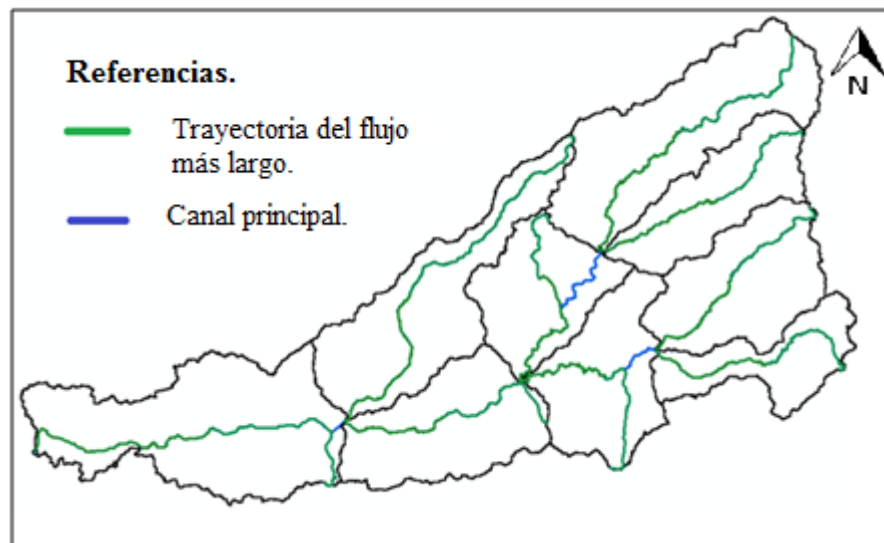 Referencias.
Trayectoria del flujo
más largo.
Canal principal.
N